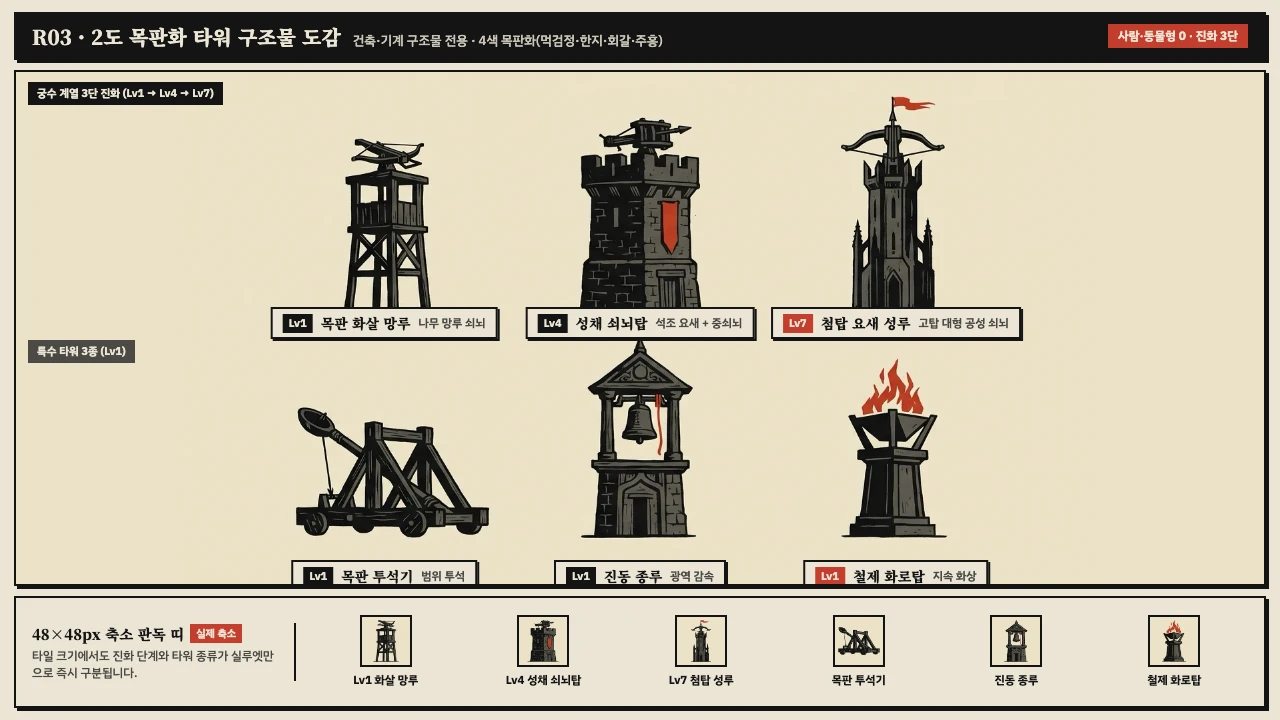 R03 · 2도 목판화 타워 구조물 도감
건축·기계 구조물 전용 · 4색 목판화(먹검정·한지·회갈·주홍)
사람·동물형 0 · 진화 3단
궁수 계열 3단 진화 (Lv1 → Lv4 → Lv7)
Lv1 목판 화살 망루 나무 망루 쇠뇌
Lv4 성채 쇠뇌탑 석조 요새 + 중쇠뇌
Lv7 첨탑 요새 성루 고탑 대형 공성 쇠뇌
특수 타워 3종 (Lv1)
Lv1 목판 투석기 범위 투석
Lv1 진동 종루 광역 감속
Lv1 철제 화로탑 지속 화상
48×48px 축소 판독 띠 실제 축소
타일 크기에서도 진화 단계와 타워 종류가 실루엣만
으로 즉시 구분됩니다.
Lv1 화살 망루
Lv4 성채 쇠뇌탑
Lv7 첨탑 성루
목판 투석기
진동 종루
철제 화로탑